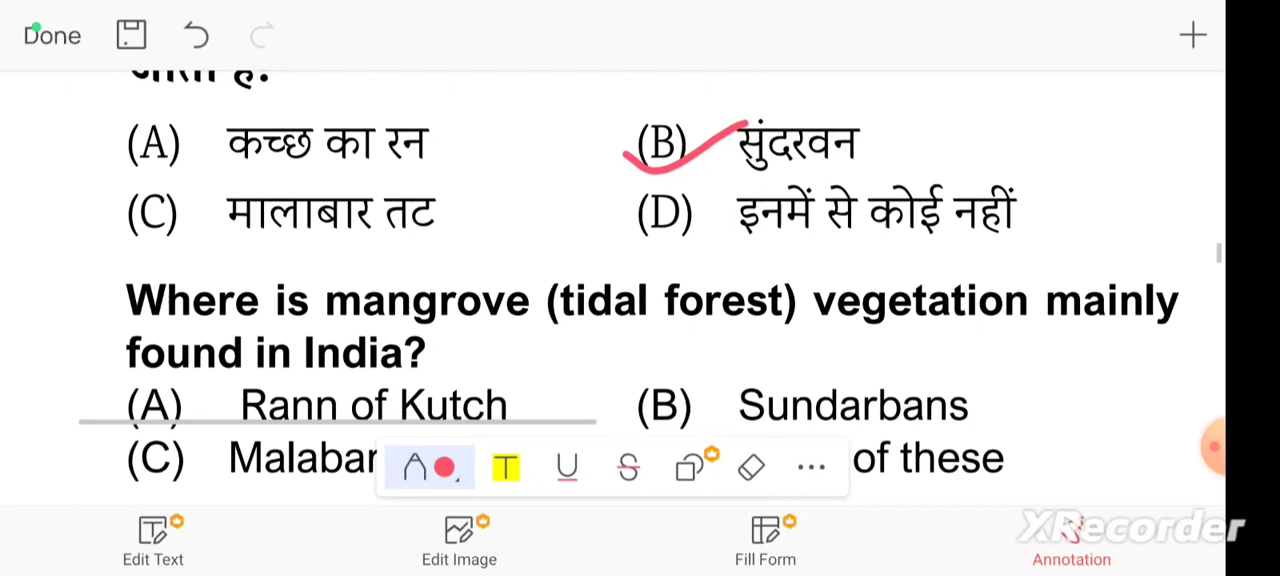 Done
(A) कच्छ का रन (B) सुंदरवन
(C) मालाबार तट (D) इनमें से कोई नहीं
Where is mangrove (tidal forest) vegetation mainly
found in India?
(A) Rann of Kutch (B) Sundarbans
(C) Malabar of these
Edit Text Edit Image Fill Form Annotation
XRecorder